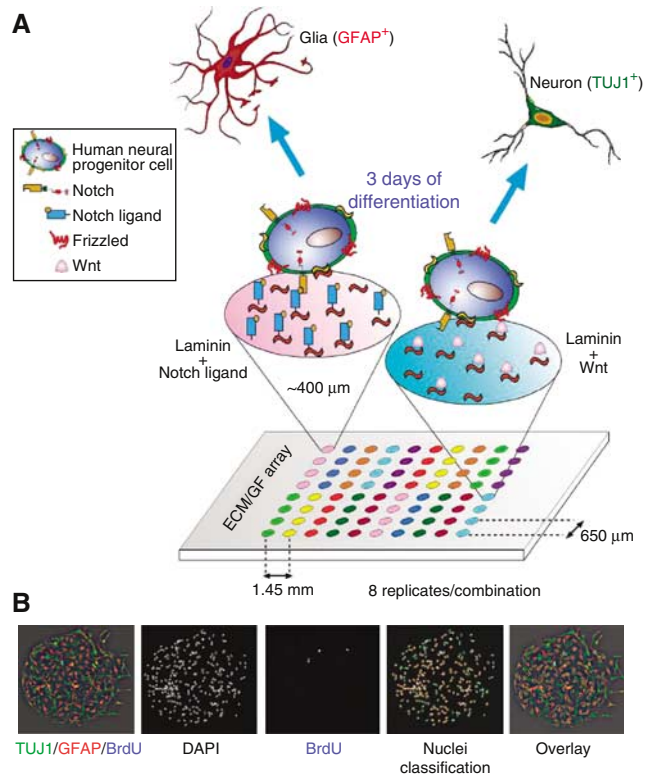 A
Glia (GFAP⁺)
Neuron (TUJ1⁺)
Human neural
progenitor cell
Notch
Notch ligand
Frizzled
Wnt
3 days of
differentiation
Laminin
+
Notch ligand
Laminin
+
Wnt
~400 μm
ECM/GF array
650 μm
1.45 mm
8 replicates/combination
B
TUJ1/GFAP/BrdU
DAPI
BrdU
Nuclei
classification
Overlay